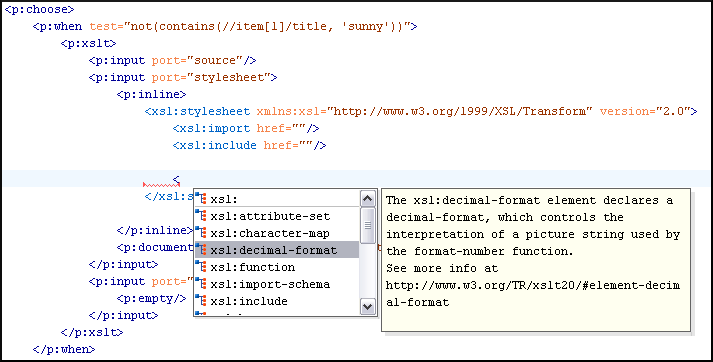 <p:choose>
<p:when test="not(contains(//item[1]/title, 'sunny'))">
<p:xslt>
<p:input port="source"/>
<p:input port="stylesheet">
<p:inline>
<xsl:stylesheet xmlns:xsl="http://www.w3.org/1999/XSL/Transform" version="2.0">
<xsl:import href=""/>
<xsl:include href=""/>
<
</xsl:s
</p:inline>
<p:document
</p:input>
<p:input port="
<p:empty/>
</p:input>
</p:xslt>
</p:when>
xsl:
xsl:attribute-set
xsl:character-map
xsl:decimal-format
xsl:function
xsl:import-schema
xsl:include
The xsl:decimal-format element declares a
decimal-format, which controls the
interpretation of a picture string used by
the format-number function.
See more info at
http://www.w3.org/TR/xslt20/#element-decim
al-format